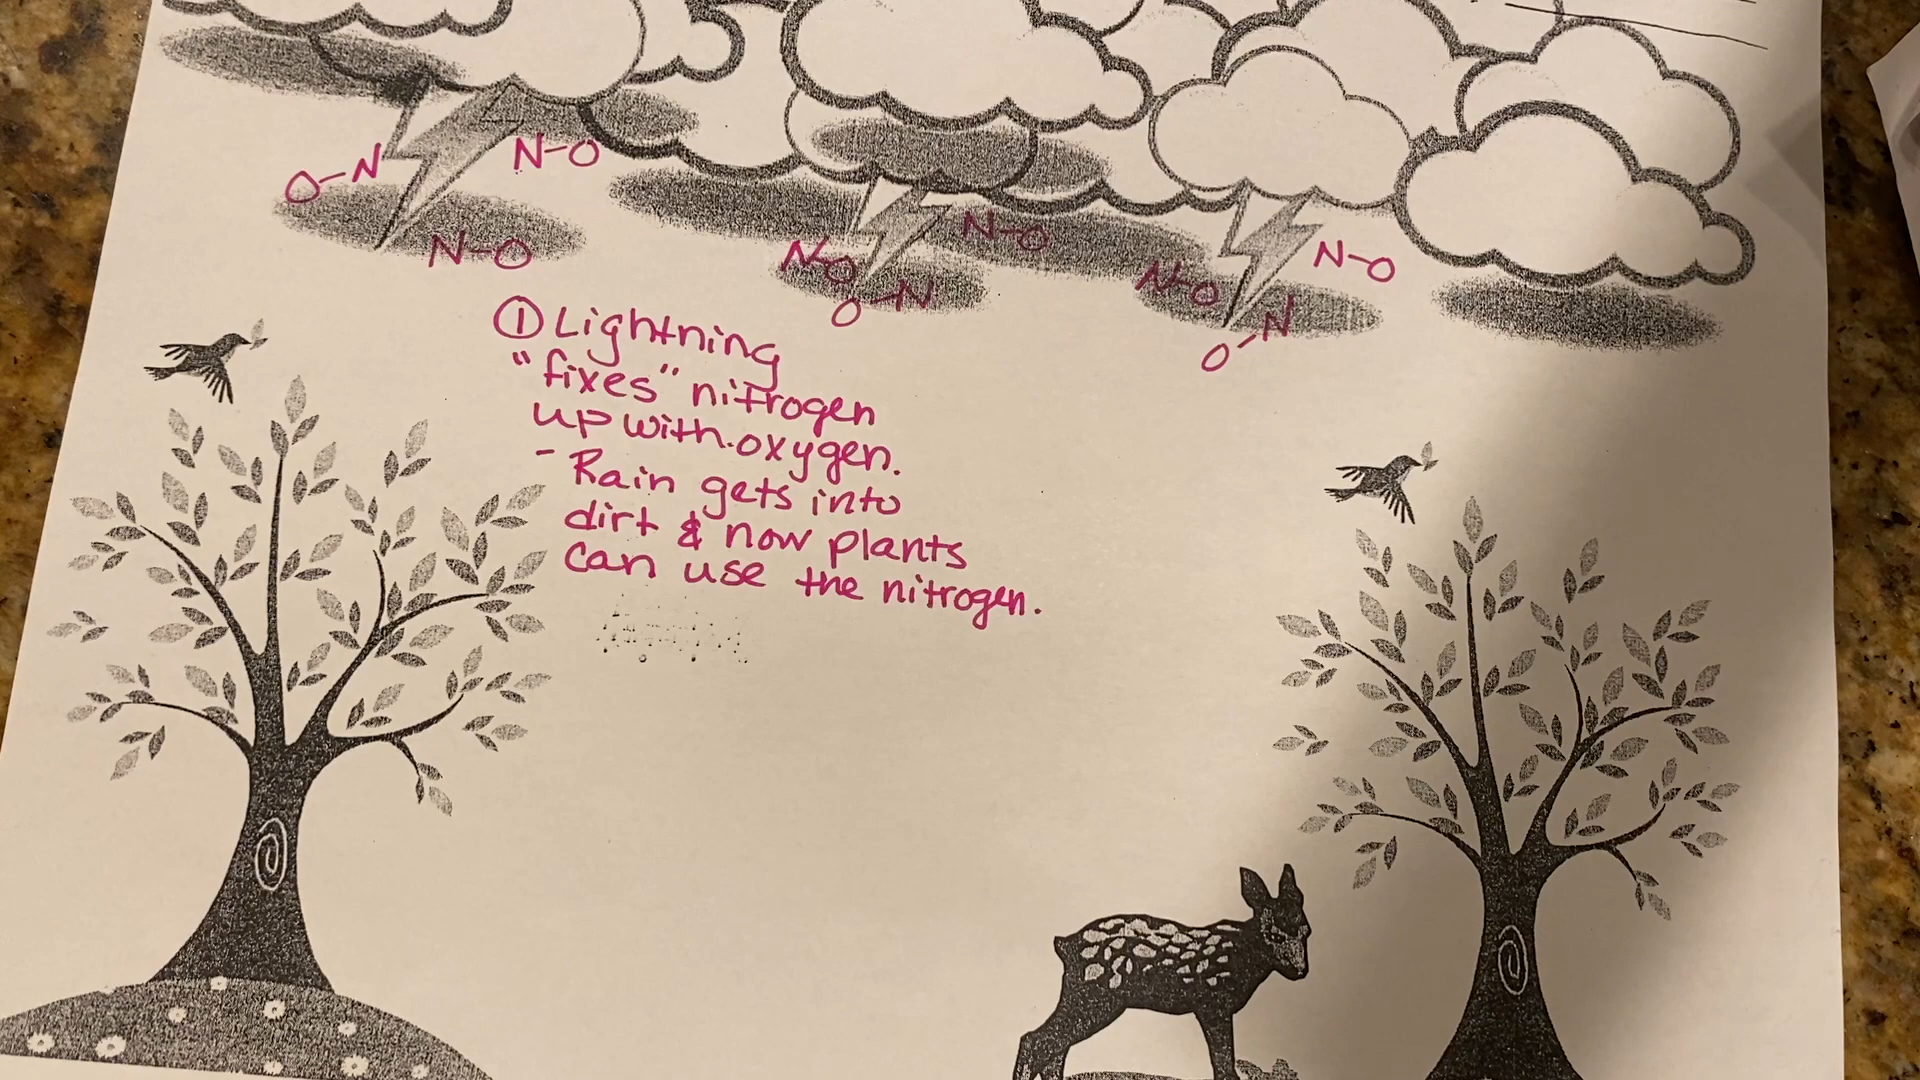 O-N
N-O
N-O
N-O
N-O
O-N
N-O
N-O
O-N
① Lightning
"fixes" nitrogen
up with oxygen.
- Rain gets into
dirt & now plants
can use the nitrogen.